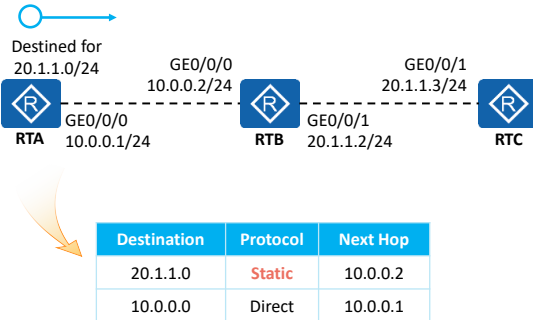 Destined for
20.1.1.0/24
GE0/0/0
10.0.0.2/24
GE0/0/1
20.1.1.3/24
R
R
R
GE0/0/0
10.0.0.1/24
GE0/0/1
20.1.1.2/24
RTA
RTB
RTC
Destination Protocol Next Hop
20.1.1.0 Static 10.0.0.2
10.0.0.0 Direct 10.0.0.1